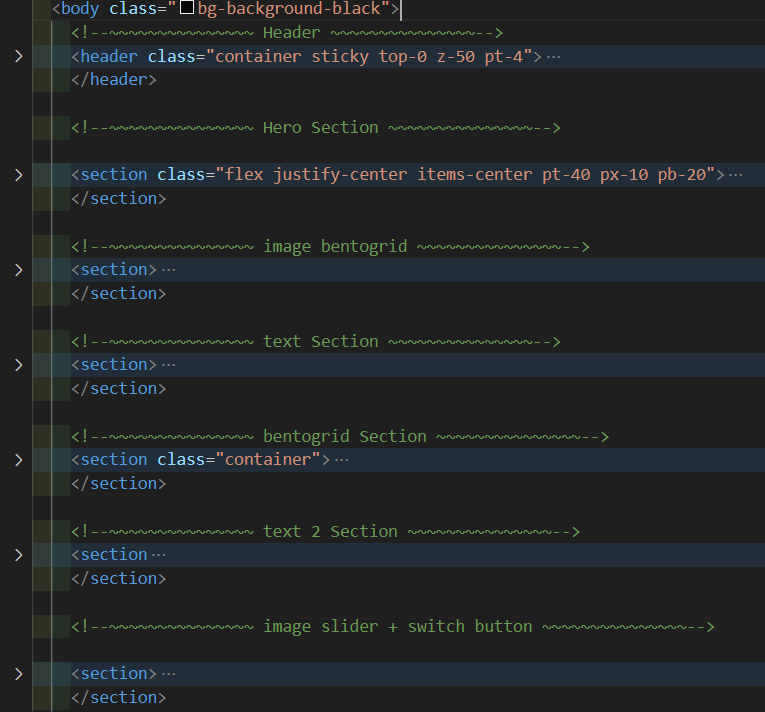 <body class="bg-background-black">
<!--~~~~~~~~~~~~~~~ Header ~~~~~~~~~~~~~~~-->
<header class="container sticky top-0 z-50 pt-4">···
</header>
<!--~~~~~~~~~~~~~~~ Hero Section ~~~~~~~~~~~~~~~-->
<section class="flex justify-center items-center pt-40 px-10 pb-20">···
</section>
<!--~~~~~~~~~~~~~~~ image bentogrid ~~~~~~~~~~~~~~~-->
<section>···
</section>
<!--~~~~~~~~~~~~~~~ text Section ~~~~~~~~~~~~~~~-->
<section>···
</section>
<!--~~~~~~~~~~~~~~~ bentogrid Section ~~~~~~~~~~~~~~~-->
<section class="container">···
</section>
<!--~~~~~~~~~~~~~~~ text 2 Section ~~~~~~~~~~~~~~~-->
<section···
</section>
<!--~~~~~~~~~~~~~~~ image slider + switch button ~~~~~~~~~~~~~~~-->
<section>···
</section>